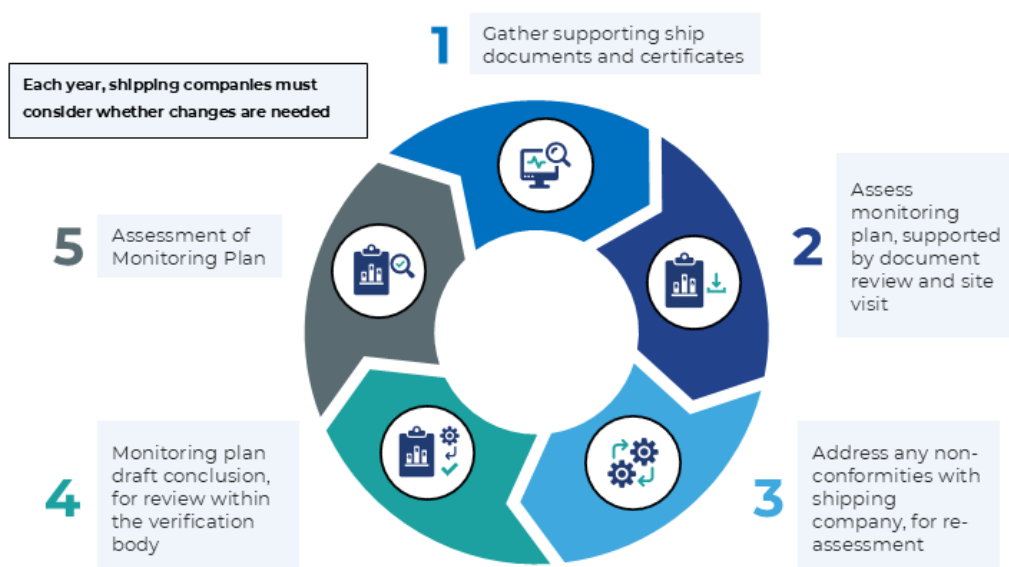 1
Gather supporting ship
documents and certificates
Each year, shipping companies must
consider whether changes are needed
2
Assess
monitoring
plan, supported
by document
review and site
visit
3
Address any non-
conformities with
shipping
company, for re-
assessment
4
Monitoring plan
draft conclusion,
for review within
the verification
body
5
Assessment of
Monitoring Plan